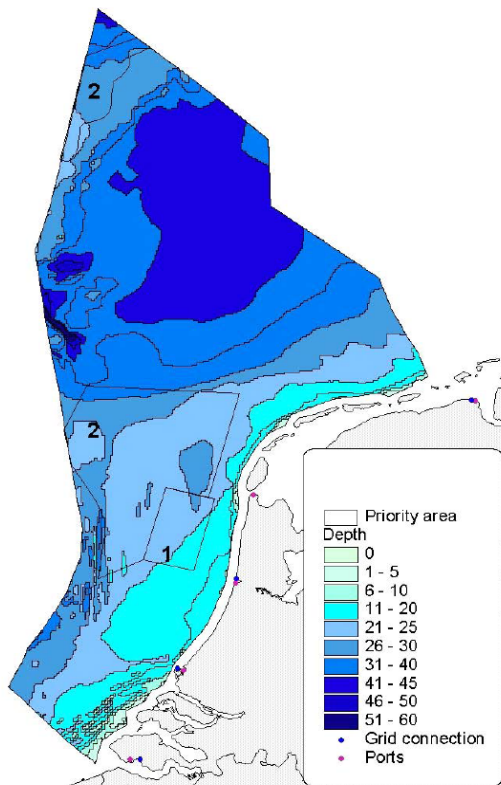 2
2
1
Priority area
Depth
0
1 - 5
6 - 10
11 - 20
21 - 25
26 - 30
31 - 40
41 - 45
46 - 50
51 - 60
Grid connection
Ports